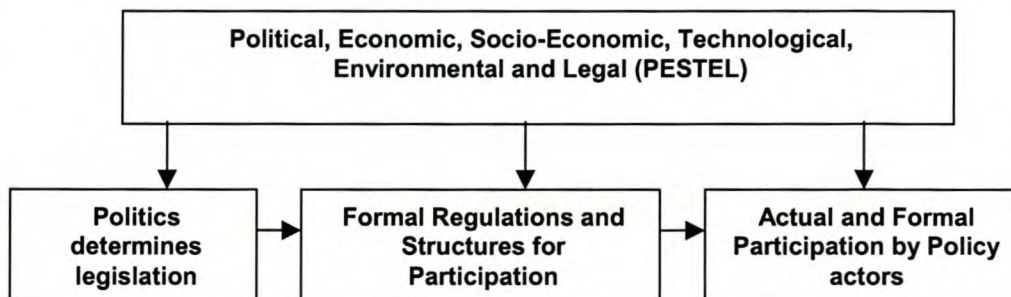 Political, Economic, Socio-Economic, Technological,
Environmental and Legal (PESTEL)
Politics
determines
legislation
Formal Regulations and
Structures for
Participation
Actual and Formal
Participation by Policy
actors